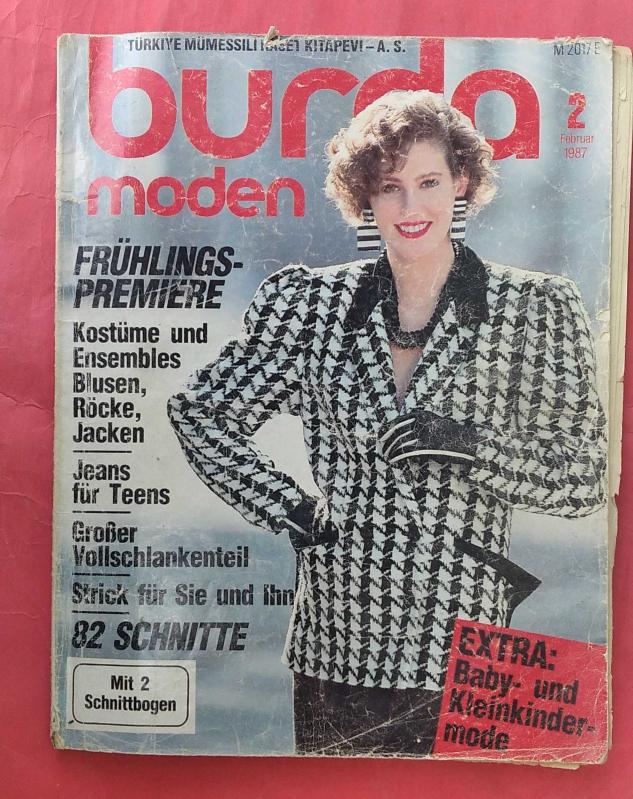 TÜRKİYE MÜMESSİLİ HASET KİTAPEVİ – A. S.
M 2017 E
burda
moden
2
Februar
1987
FRÜHLINGS-
PREMIERE
Kostüme und
Ensembles
Blusen,
Röcke,
Jacken
Jeans
für Teens
Großer
Vollschlankenteil
Strick für Sie und Ihn
82 SCHNITTE
Mit 2
Schnittbogen
EXTRA:
Baby- und
Kleinkinder-
mode